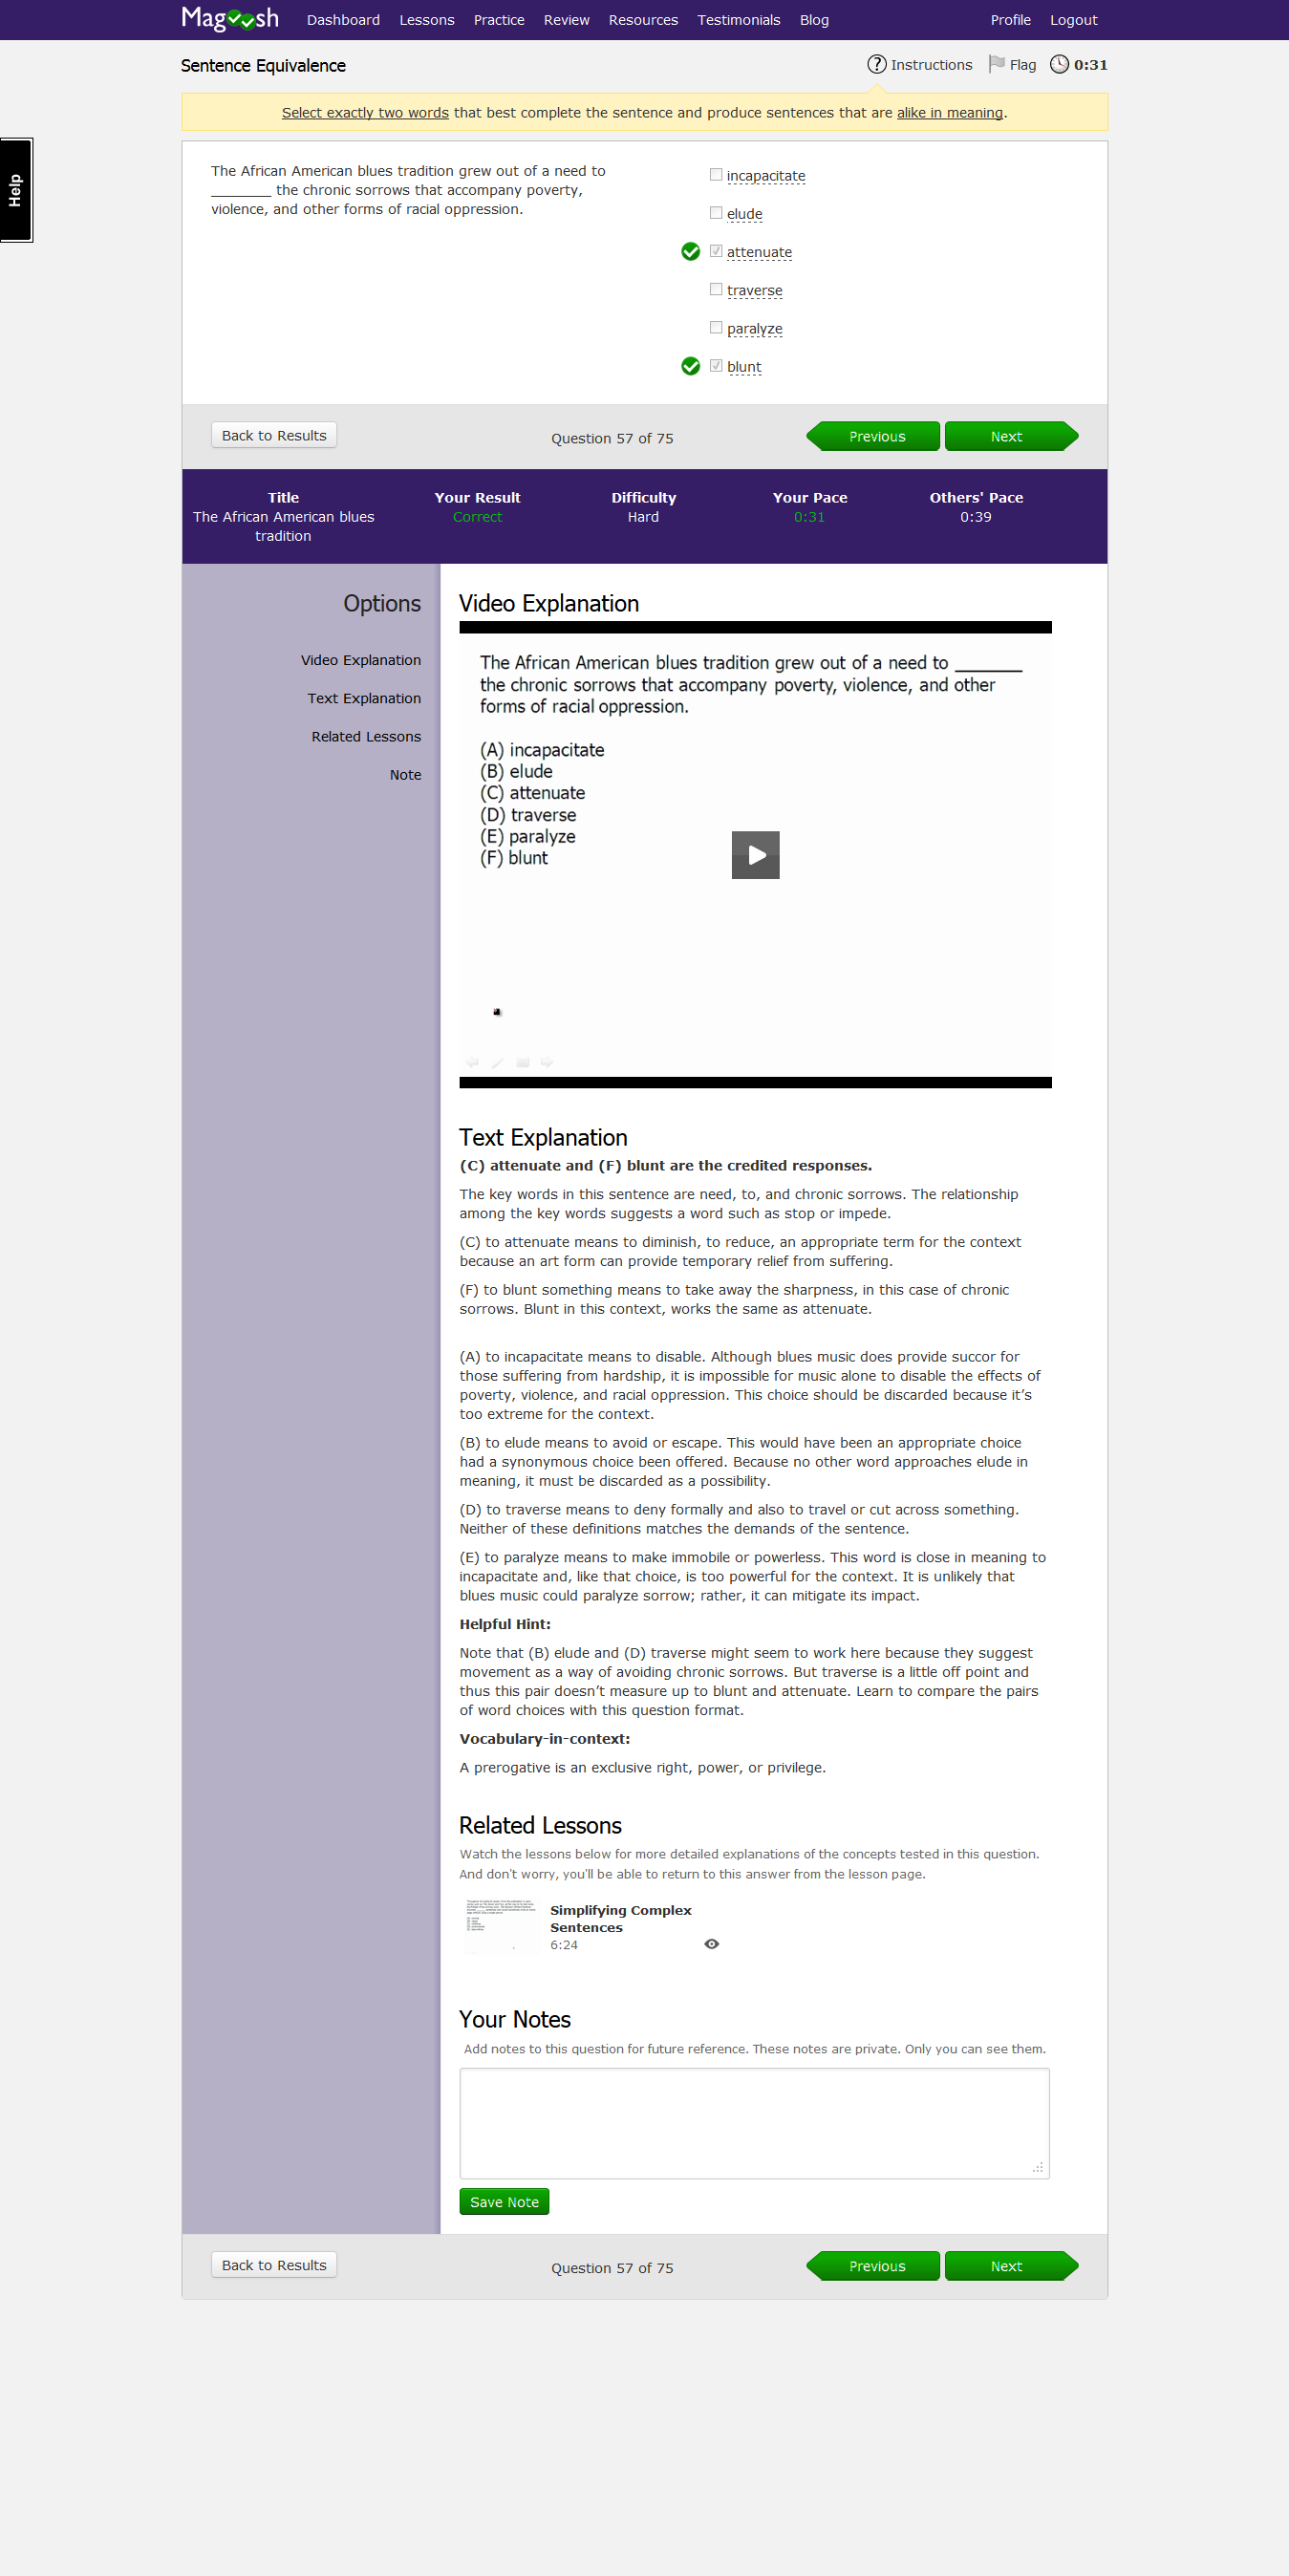 Magoosh Dashboard Lessons Practice Review Resources Testimonials Blog Profile Logout
Sentence Equivalence Instructions Flag 0:31
Select exactly two words that best complete the sentence and produce sentences that are alike in meaning.
Help
The African American blues tradition grew out of a need to
________ the chronic sorrows that accompany poverty,
violence, and other forms of racial oppression.
incapacitate
elude
attenuate
traverse
paralyze
blunt
Back to Results Question 57 of 75 Previous Next
Title Your Result Difficulty Your Pace Others' Pace
The African American blues Correct Hard 0:31 0:39
tradition
Options
Video Explanation
Text Explanation
Related Lessons
Note
Video Explanation
The African American blues tradition grew out of a need to _______
the chronic sorrows that accompany poverty, violence, and other
forms of racial oppression.
(A) incapacitate
(B) elude
(C) attenuate
(D) traverse
(E) paralyze
(F) blunt
Text Explanation
(C) attenuate and (F) blunt are the credited responses.
The key words in this sentence are need, to, and chronic sorrows. The relationship
among the key words suggests a word such as stop or impede.
(C) to attenuate means to diminish, to reduce, an appropriate term for the context
because an art form can provide temporary relief from suffering.
(F) to blunt something means to take away the sharpness, in this case of chronic
sorrows. Blunt in this context, works the same as attenuate.
(A) to incapacitate means to disable. Although blues music does provide succor for
those suffering from hardship, it is impossible for music alone to disable the effects of
poverty, violence, and racial oppression. This choice should be discarded because it’s
too extreme for the context.
(B) to elude means to avoid or escape. This would have been an appropriate choice
had a synonymous choice been offered. Because no other word approaches elude in
meaning, it must be discarded as a possibility.
(D) to traverse means to deny formally and also to travel or cut across something.
Neither of these definitions matches the demands of the sentence.
(E) to paralyze means to make immobile or powerless. This word is close in meaning to
incapacitate and, like that choice, is too powerful for the context. It is unlikely that
blues music could paralyze sorrow; rather, it can mitigate its impact.
Helpful Hint:
Note that (B) elude and (D) traverse might seem to work here because they suggest
movement as a way of avoiding chronic sorrows. But traverse is a little off point and
thus this pair doesn’t measure up to blunt and attenuate. Learn to compare the pairs
of word choices with this question format.
Vocabulary-in-context:
A prerogative is an exclusive right, power, or privilege.
Related Lessons
Watch the lessons below for more detailed explanations of the concepts tested in this question.
And don't worry, you'll be able to return to this answer from the lesson page.
Simplifying Complex
Sentences
6:24
Your Notes
Add notes to this question for future reference. These notes are private. Only you can see them.
Save Note
Back to Results Question 57 of 75 Previous Next